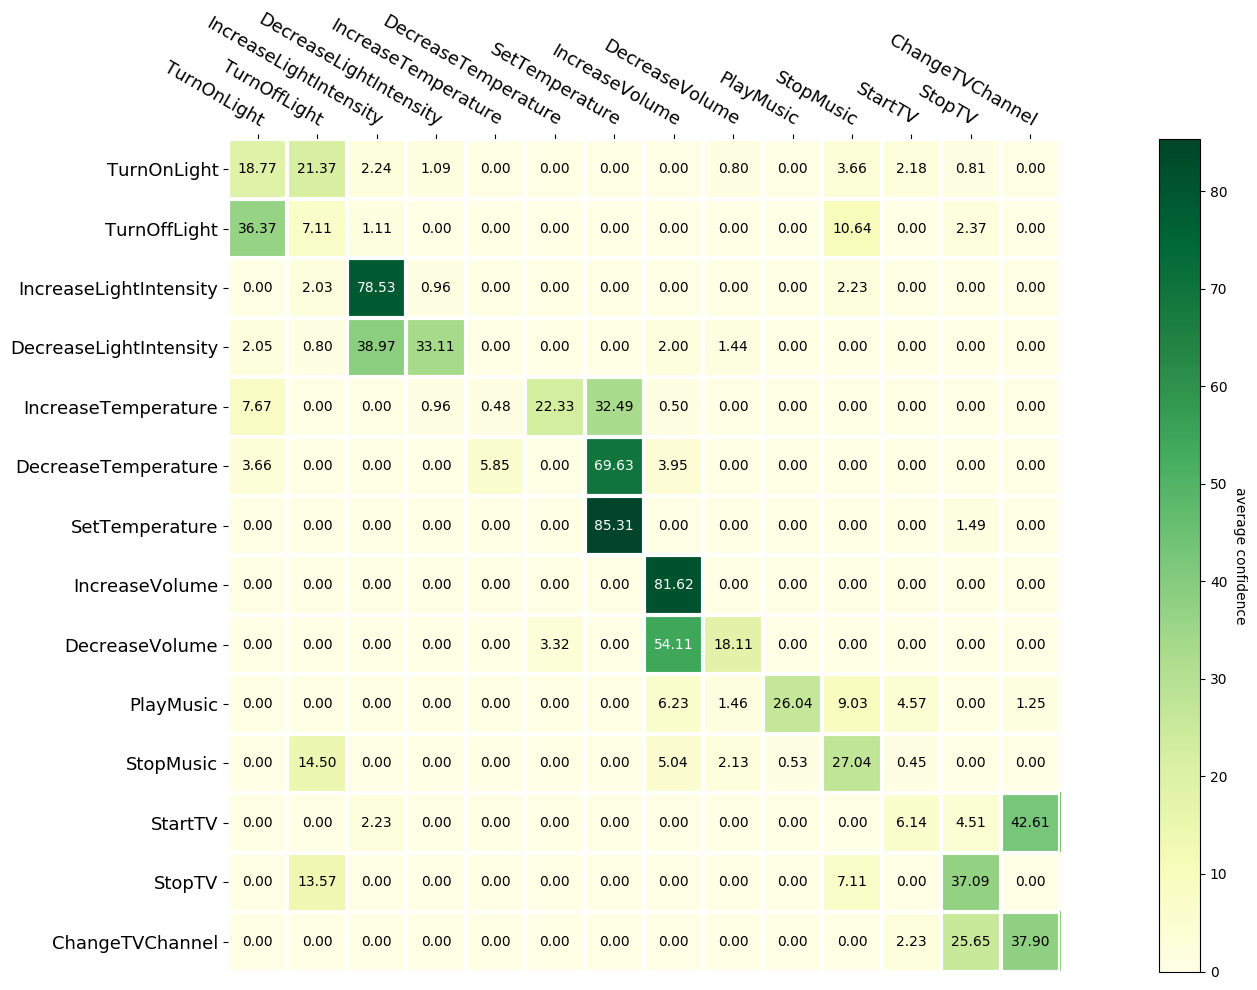 TurnOnLight
TurnOffLight
IncreaseLightIntensity
DecreaseLightIntensity
IncreaseTemperature
DecreaseTemperature
SetTemperature
IncreaseVolume
DecreaseVolume
PlayMusic
StopMusic
StartTV
StopTV
ChangeTVChannel
TurnOnLight 18.77 21.37 2.24 1.09 0.00 0.00 0.00 0.00 0.80 0.00 3.66 2.18 0.81 0.00
TurnOffLight 36.37 7.11 1.11 0.00 0.00 0.00 0.00 0.00 0.00 0.00 10.64 0.00 2.37 0.00
IncreaseLightIntensity 0.00 2.03 78.53 0.96 0.00 0.00 0.00 0.00 0.00 0.00 2.23 0.00 0.00 0.00
DecreaseLightIntensity 2.05 0.80 38.97 33.11 0.00 0.00 0.00 2.00 1.44 0.00 0.00 0.00 0.00 0.00
IncreaseTemperature 7.67 0.00 0.00 0.96 0.48 22.33 32.49 0.50 0.00 0.00 0.00 0.00 0.00 0.00
DecreaseTemperature 3.66 0.00 0.00 0.00 5.85 0.00 69.63 3.95 0.00 0.00 0.00 0.00 0.00 0.00
SetTemperature 0.00 0.00 0.00 0.00 0.00 0.00 85.31 0.00 0.00 0.00 0.00 0.00 1.49 0.00
IncreaseVolume 0.00 0.00 0.00 0.00 0.00 0.00 0.00 81.62 0.00 0.00 0.00 0.00 0.00 0.00
DecreaseVolume 0.00 0.00 0.00 0.00 0.00 3.32 0.00 54.11 18.11 0.00 0.00 0.00 0.00 0.00
PlayMusic 0.00 0.00 0.00 0.00 0.00 0.00 0.00 6.23 1.46 26.04 9.03 4.57 0.00 1.25
StopMusic 0.00 14.50 0.00 0.00 0.00 0.00 0.00 5.04 2.13 0.53 27.04 0.45 0.00 0.00
StartTV 0.00 0.00 2.23 0.00 0.00 0.00 0.00 0.00 0.00 0.00 0.00 6.14 4.51 42.61
StopTV 0.00 13.57 0.00 0.00 0.00 0.00 0.00 0.00 0.00 0.00 7.11 0.00 37.09 0.00
ChangeTVChannel 0.00 0.00 0.00 0.00 0.00 0.00 0.00 0.00 0.00 0.00 0.00 2.23 25.65 37.90
80
70
60
50
40
30
20
10
0
average confidence